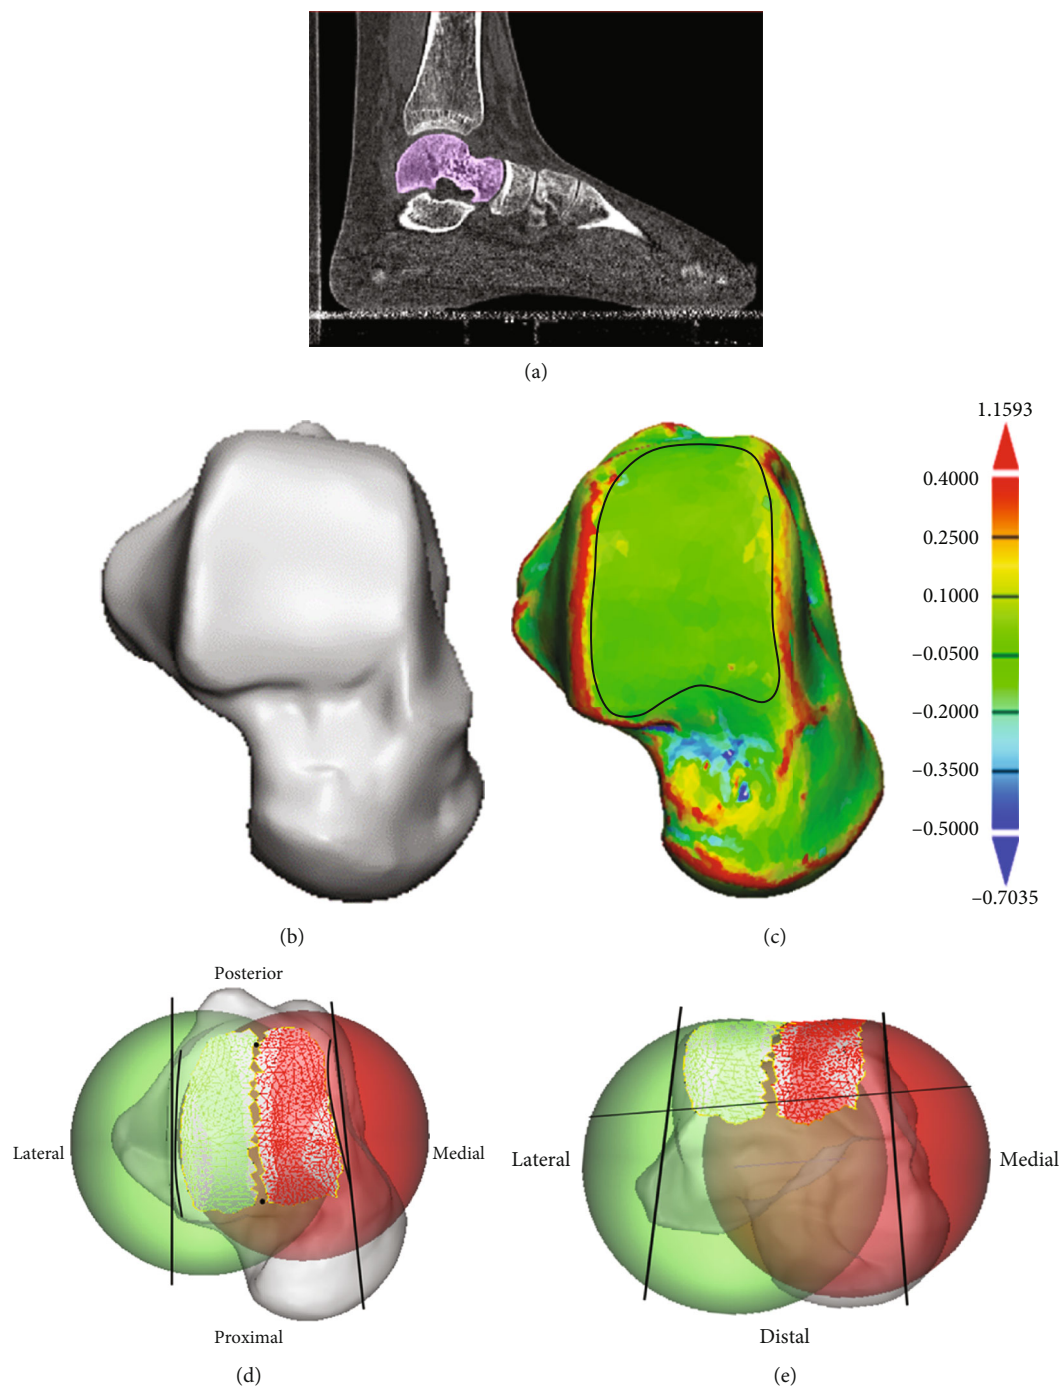 (a)
1.1593
0.4000
0.2500
0.1000
−0.0500
−0.2000
−0.3500
−0.5000
−0.7035
(b)
(c)
Posterior
Lateral
Medial
Proximal
(d)
Lateral
Medial
Distal
(e)